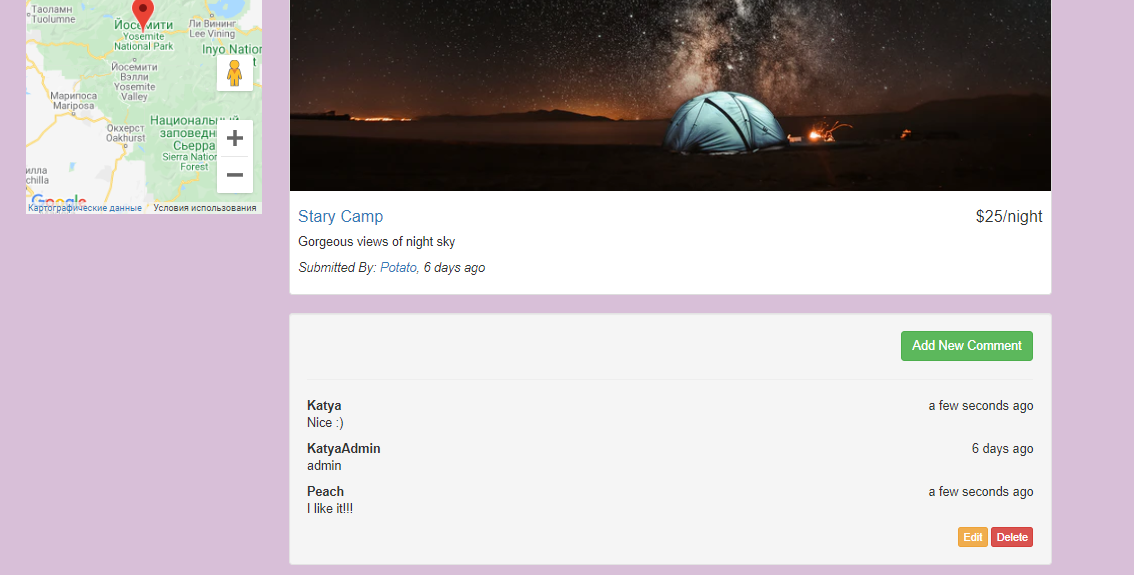 Таоламн
Tuolumne
Йосемити
Yosemite
National Park
Ли Вининг
Lee Vining
Inyo Nation
t
Йосемити
Вэлли
Yosemite
Valley
Марипоса
Mariposa
Окхерст
Oakhurst
Национальный
заповедн
Сьерра
Sierra Nation
Forest
илла
chilla
Google
Картографические данные Условия использования
Stary Camp $25/night
Gorgeous views of night sky
Submitted By: Potato, 6 days ago
Add New Comment
Katya a few seconds ago
Nice :)
KatyaAdmin 6 days ago
admin
Peach a few seconds ago
I like it!!!
Edit Delete